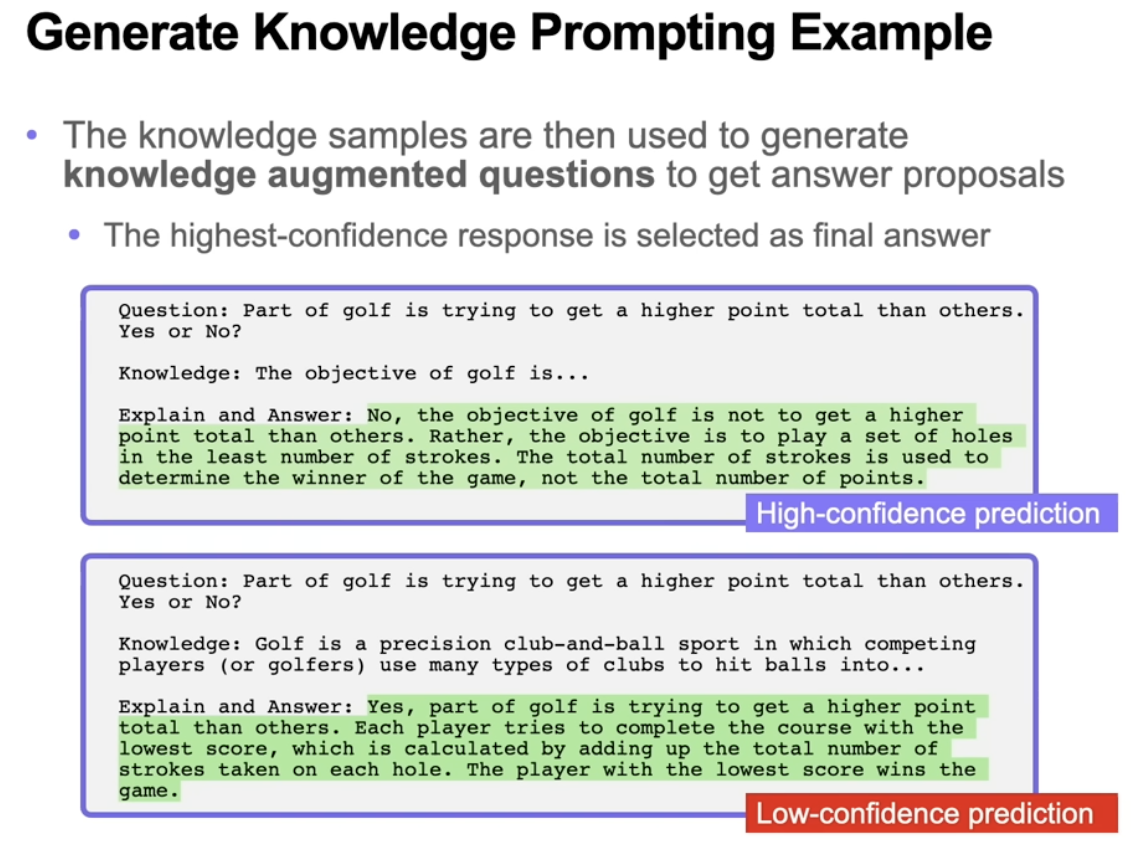 Generate Knowledge Prompting Example
• The knowledge samples are then used to generate
knowledge augmented questions to get answer proposals
• The highest-confidence response is selected as final answer
Question: Part of golf is trying to get a higher point total than others.
Yes or No?
Knowledge: The objective of golf is...
Explain and Answer: No, the objective of golf is not to get a higher
point total than others. Rather, the objective is to play a set of holes
in the least number of strokes. The total number of strokes is used to
determine the winner of the game, not the total number of points.
High-confidence prediction
Question: Part of golf is trying to get a higher point total than others.
Yes or No?
Knowledge: Golf is a precision club-and-ball sport in which competing
players (or golfers) use many types of clubs to hit balls into...
Explain and Answer: Yes, part of golf is trying to get a higher point
total than others. Each player tries to complete the course with the
lowest score, which is calculated by adding up the total number of
strokes taken on each hole. The player with the lowest score wins the
game.
Low-confidence prediction